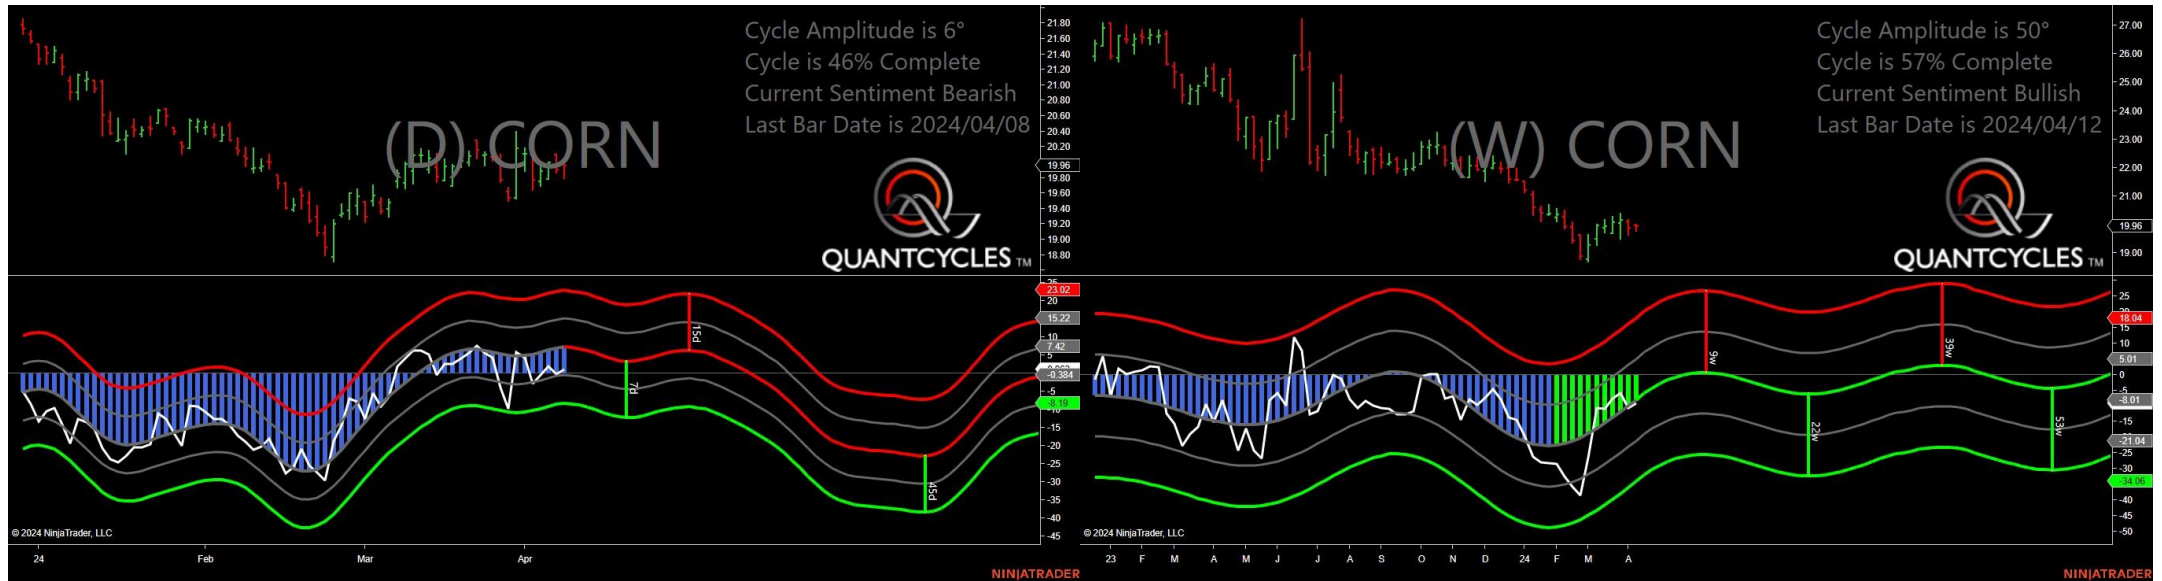 Cycle Amplitude is 6°
Cycle is 46% Complete
Current Sentiment Bearish
Last Bar Date is 2024/04/08
(D) CORN
QUANTCYCLES TM
21.80
21.60
21.40
21.20
21.00
20.80
20.60
20.40
20.20
19.96
19.80
19.60
19.40
19.20
19.00
18.80
23.02
20
15.22
10
7.42
5
-0.384
-5
-8.19
-15
-20
-25
-30
-35
-40
-45
15d
7d
45d
© 2024 NinjaTrader, LLC
24 Feb Mar Apr
NINJATRADER
Cycle Amplitude is 50°
Cycle is 57% Complete
Current Sentiment Bullish
Last Bar Date is 2024/04/12
(W) CORN
QUANTCYCLES TM
27.00
26.00
25.00
24.00
23.00
22.00
21.00
19.96
19.00
25
18.04
15
10
5.01
0
-5
-8.01
-15
-21.04
-25
-30
-34.06
-40
-45
-50
9w
39w
22w
53w
© 2024 NinjaTrader, LLC
23 F M A M J J A S O N D 24 F M A
NINJATRADER